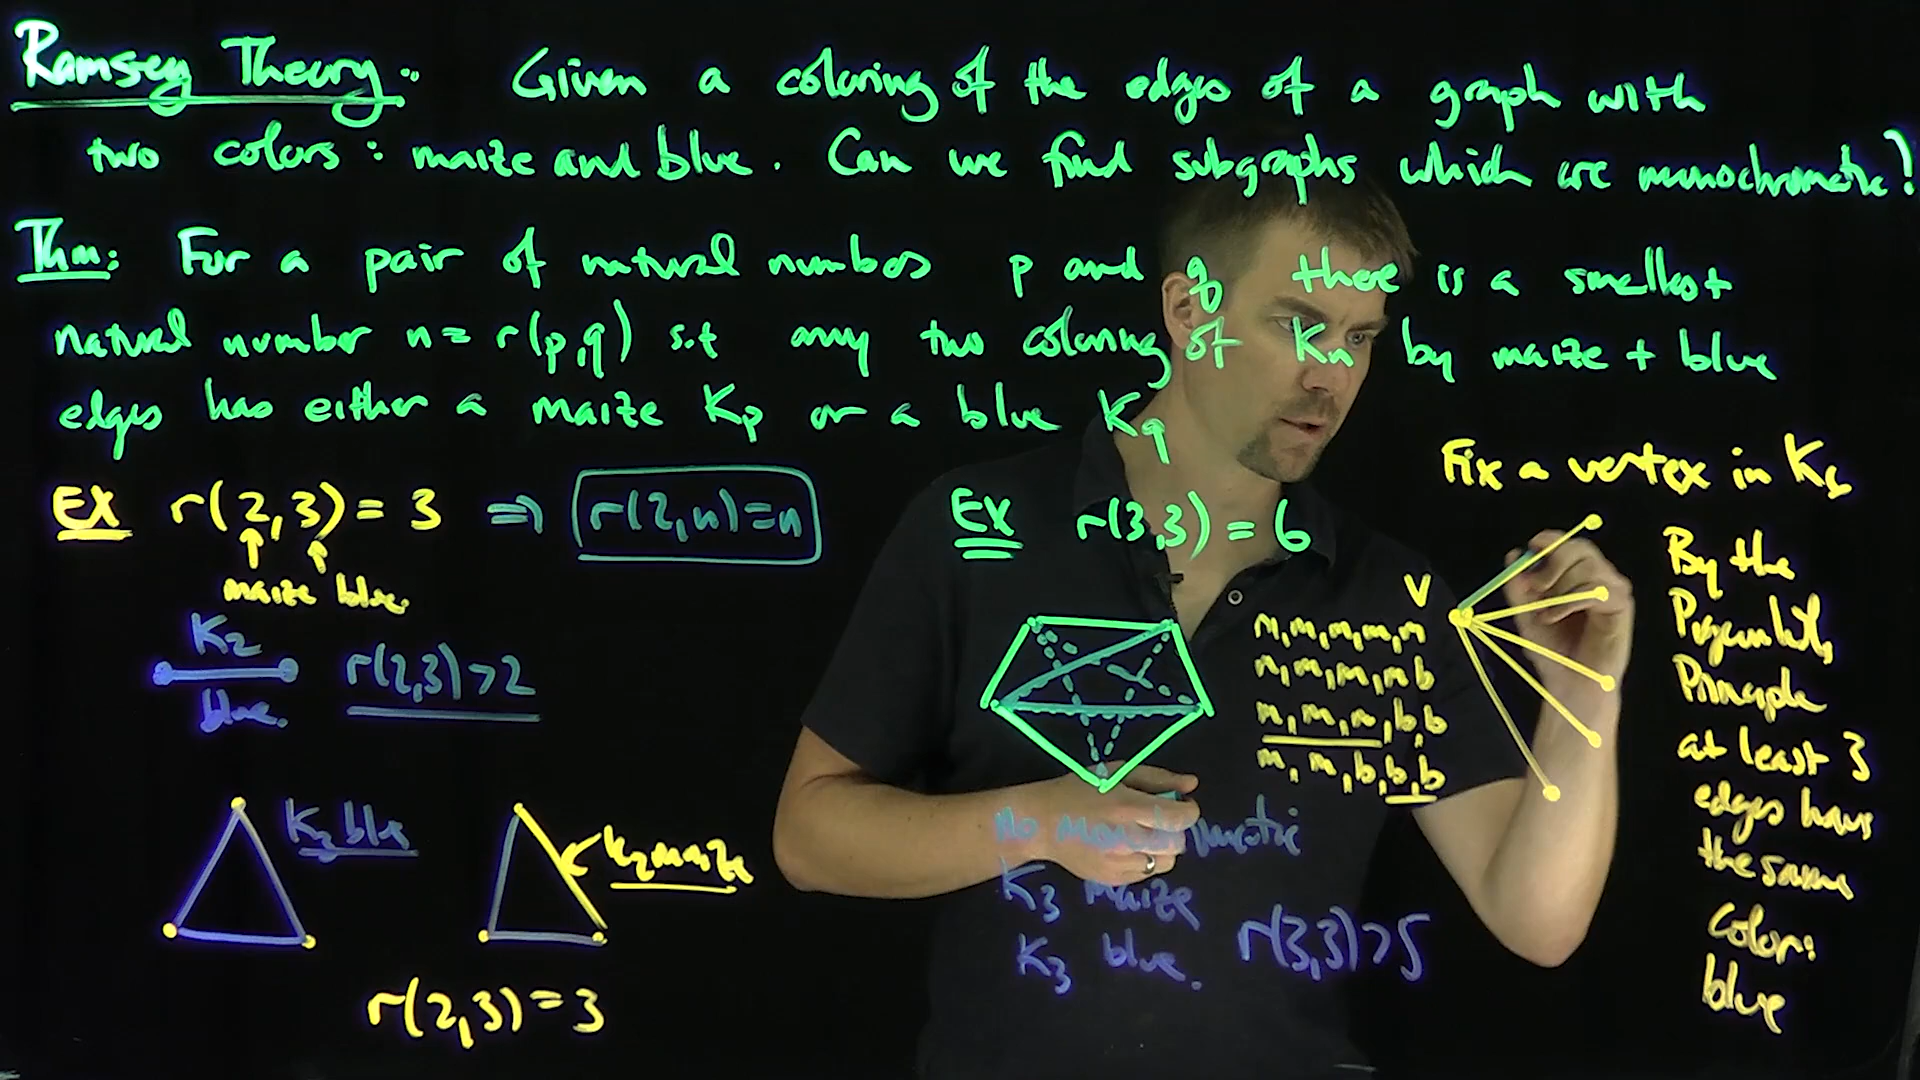 Ramsey Theory: Given a coloring of the edges of a graph with
two colors: maize and blue. Can we find subgraphs which are monochromatic?
Thm: For a pair of natural numbers p and q there is a smallest
natural number n = r(p,q) s.t any two coloring of Kn by maize + blue
edges has either a maize Kp or a blue Kq
EX r(2,3) = 3 ⇒ r(2,n)=n
maize blue.
K2
blue.
r(2,3)>2
K3 blue
K2 maize
r(2,3)=3
EX r(3,3) = 6
No monochromatic
K3 maize
K3 blue.
r(3,3)>5
Fix a vertex in K6
V
m,m,m,m,m
m,m,m,m b
m,m,m,b,b
m,m,b,b,b
By the
Pigeonhole
Principle
at least 3
edges have
the same
color:
blue